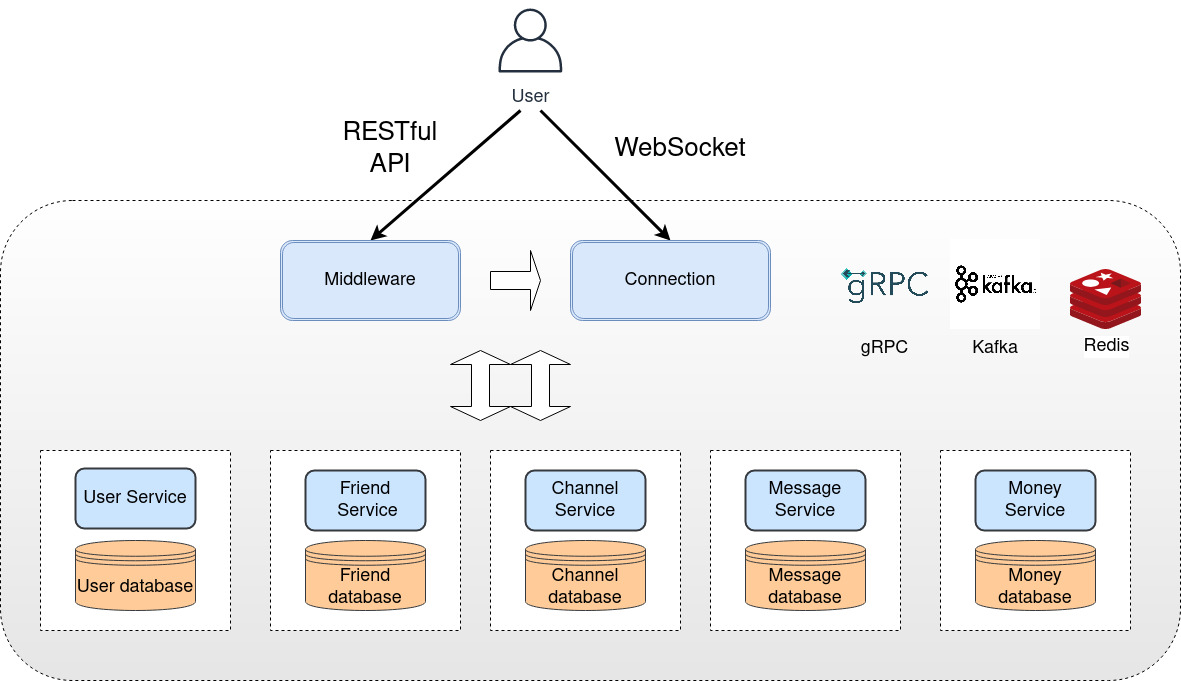 User
RESTful
API
WebSocket
Middleware
Connection
gRPC
kafka
gRPC
Kafka
Redis
User Service
Friend
Service
Channel
Service
Message
Service
Money
Service
User database
Friend
database
Channel
database
Message
database
Money
database